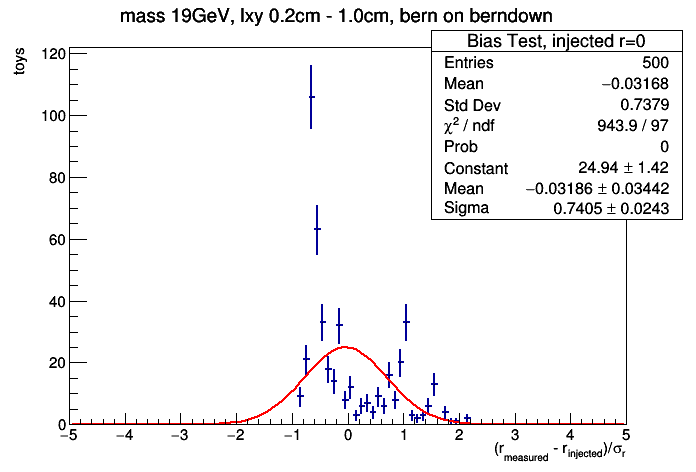 mass 19GeV, lxy 0.2cm - 1.0cm, bern on berndown
toys
Bias Test, injected r=0
Entries 500
Mean −0.03168
Std Dev 0.7379
χ² / ndf 943.9 / 97
Prob 0
Constant 24.94 ± 1.42
Mean −0.03186 ± 0.03442
Sigma 0.7405 ± 0.0243
120
100
80
60
40
20
0
−5 −4 −3 −2 −1 0 1 2 3 4 5
(r_measured - r_injected)/σ_r